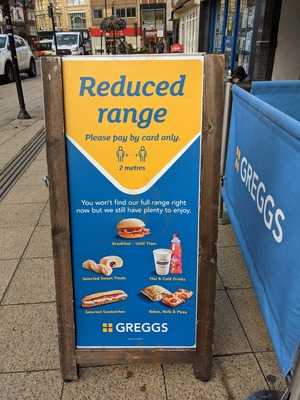 Reduced
range
Please pay by card only.
2 metres
You won't find our full range right
now but we still have plenty to enjoy.
Breakfast - Until 11am
Selected Sweet Treats
Hot & Cold Drinks
Selected Sandwiches
Bakes, Rolls & Pizza
GREGGS
GREGGS